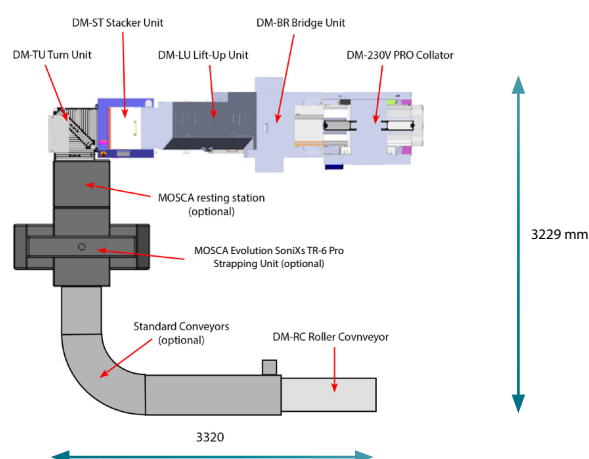 DM-ST Stacker Unit
DM-BR Bridge Unit
DM-TU Turn Unit
DM-LU Lift-Up Unit
DM-230V PRO Collator
MOSCA resting station
(optional)
3229 mm
MOSCA Evolution SoniXs TR-6 Pro
Strapping Unit (optional)
Standard Conveyors
(optional)
DM-RC Roller Covnveyor
3320